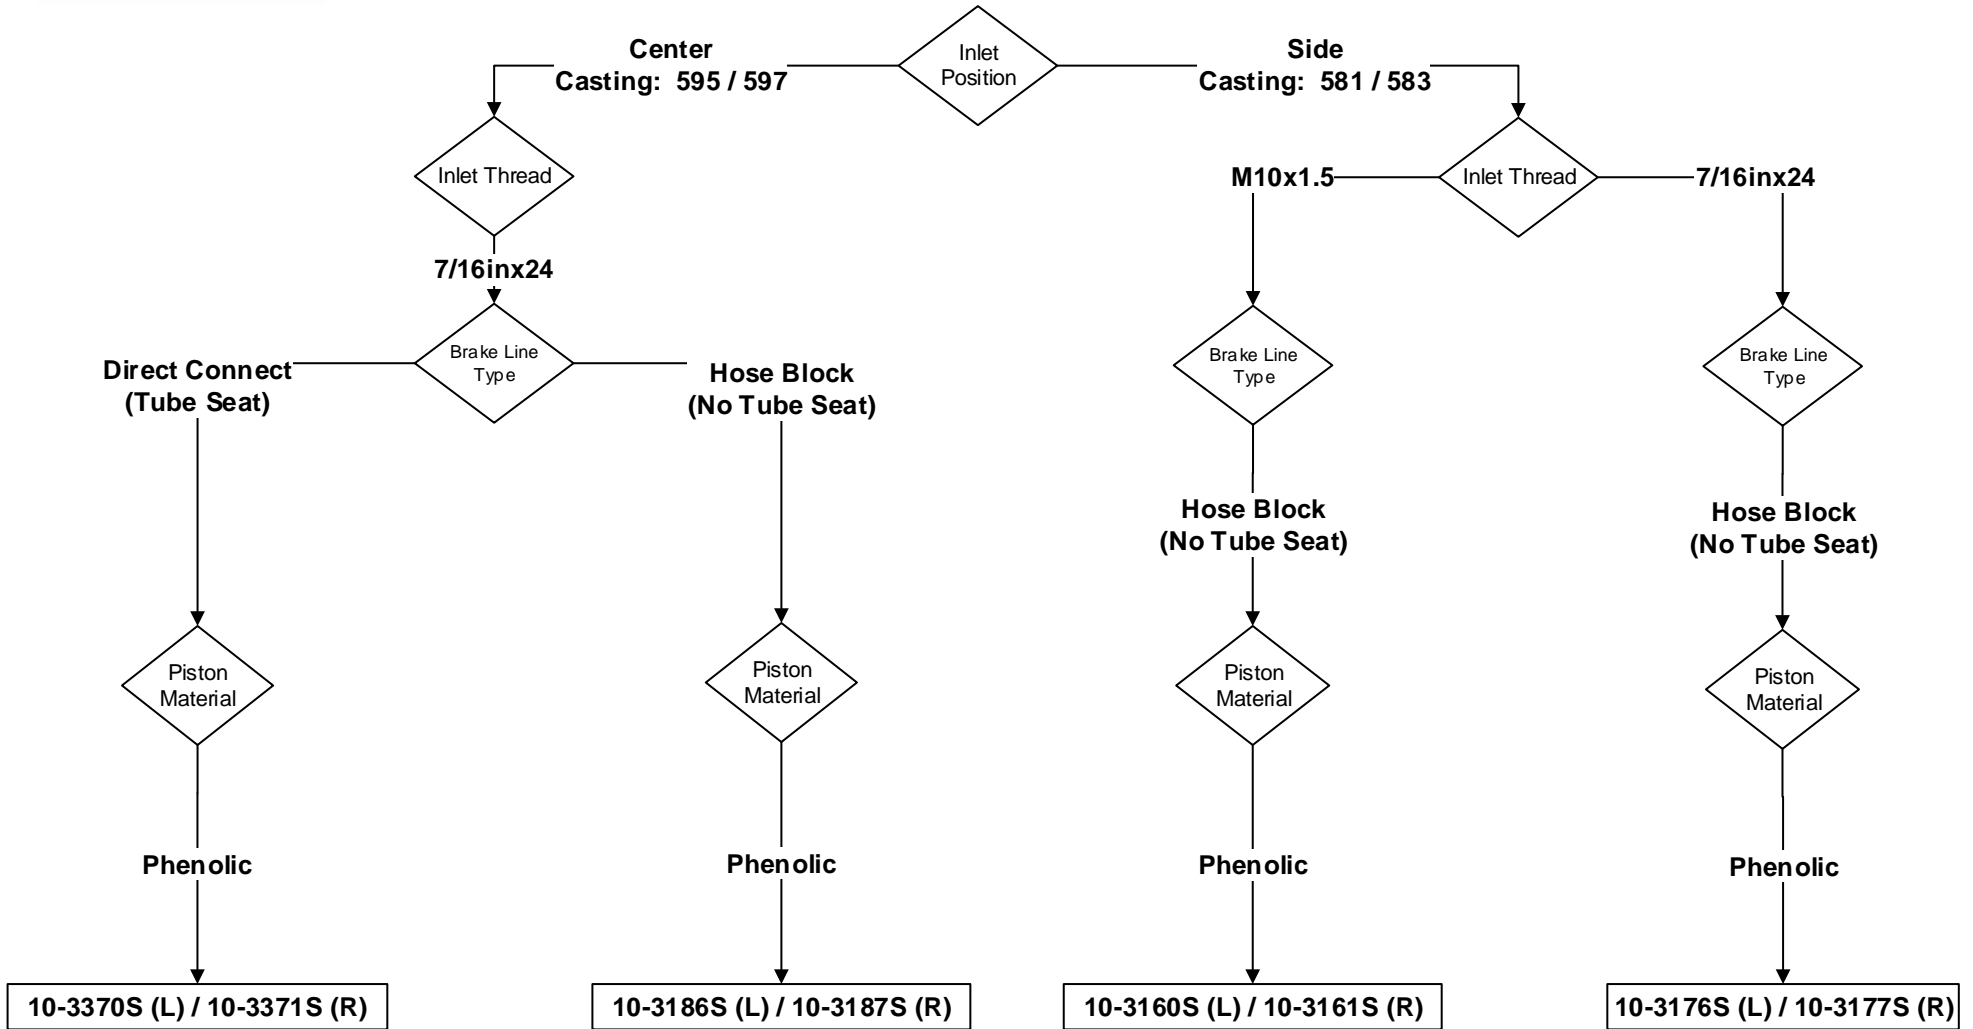 Center
Casting:  595 / 597
Inlet
Position
Side
Casting:  581 / 583
Inlet Thread
M10x1.5
Inlet Thread
7/16inx24
7/16inx24
Direct Connect
(Tube Seat)
Brake Line
Type
Hose Block
(No Tube Seat)
Brake Line
Type
Brake Line
Type
Hose Block
(No Tube Seat)
Hose Block
(No Tube Seat)
Piston
Material
Piston
Material
Piston
Material
Piston
Material
Phenolic
Phenolic
Phenolic
Phenolic
10-3370S (L) / 10-3371S (R)
10-3186S (L) / 10-3187S (R)
10-3160S (L) / 10-3161S (R)
10-3176S (L) / 10-3177S (R)